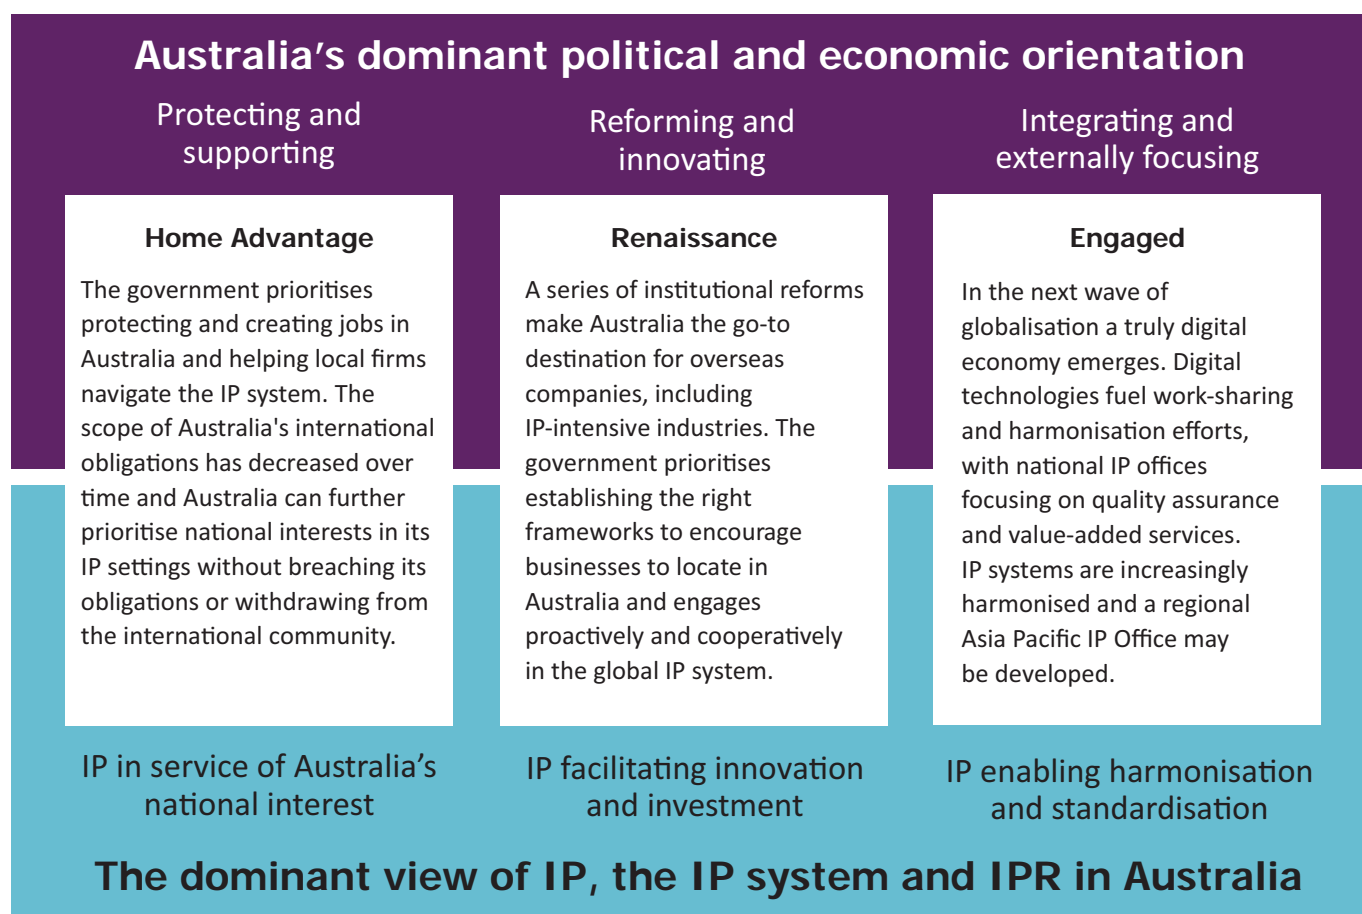 Australia's dominant political and economic orientation
Protecting and
supporting
Reforming and
innovating
Integrating and
externally focusing
Home Advantage
The government prioritises
protecting and creating jobs in
Australia and helping local firms
navigate the IP system. The
scope of Australia's international
obligations has decreased over
time and Australia can further
prioritise national interests in its
IP settings without breaching its
obligations or withdrawing from
the international community.
Renaissance
A series of institutional reforms
make Australia the go-to
destination for overseas
companies, including
IP-intensive industries. The
government prioritises
establishing the right
frameworks to encourage
businesses to locate in
Australia and engages
proactively and cooperatively
in the global IP system.
Engaged
In the next wave of
globalisation a truly digital
economy emerges. Digital
technologies fuel work-sharing
and harmonisation efforts,
with national IP offices
focusing on quality assurance
and value-added services.
IP systems are increasingly
harmonised and a regional
Asia Pacific IP Office may
be developed.
IP in service of Australia's
national interest
IP facilitating innovation
and investment
IP enabling harmonisation
and standardisation
The dominant view of IP, the IP system and IPR in Australia